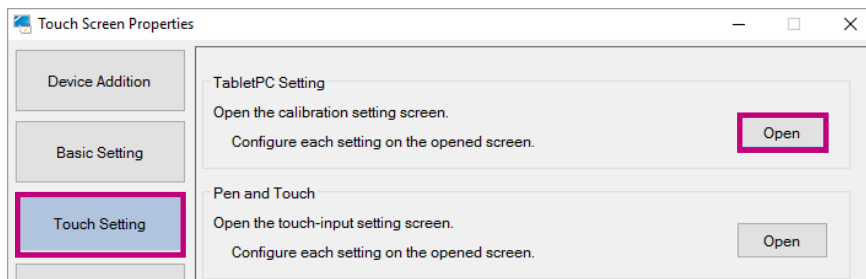 Touch Screen Properties
Device Addition
Basic Setting
Touch Setting
TabletPC Setting
Open the calibration setting screen.
Configure each setting on the opened screen.
Open
Pen and Touch
Open the touch-input setting screen.
Configure each setting on the opened screen.
Open